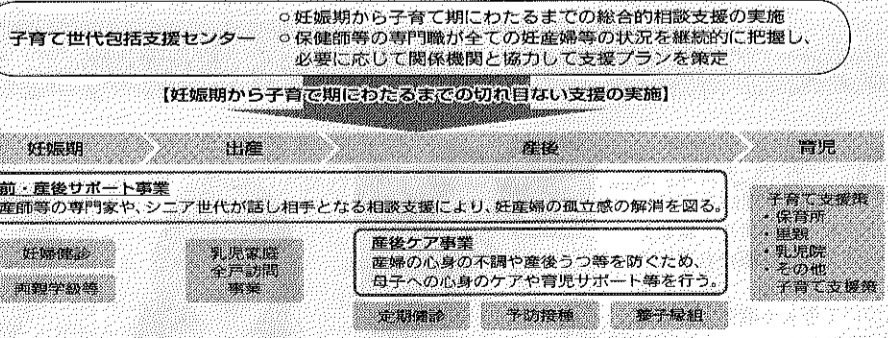 子育て世代包括支援センター
○妊娠期から子育て期にわたるまでの総合的相談支援の実施
○保健師等の専門職が全ての妊産婦等の状況を継続的に把握し、
必要に応じて関係機関と協力して支援プランを策定
【妊娠期から子育て期にわたるまでの切れ目ない支援の実施】
妊娠期
出産
産後
育児
前・産後サポート事業
産師等の専門家や、シニア世代が話し相手となる相談支援により、妊産婦の孤立感の解消を図る。
妊婦健診
両親学級等
乳児家庭
全戸訪問
事業
産後ケア事業
産婦の心身の不調や産後うつ等を防ぐため、
母子への心身のケアや育児サポート等を行う。
定期健診
予防接種
養子縁組
子育て支援策
・保育所
・里親
・乳児院
・その他
子育て支援策